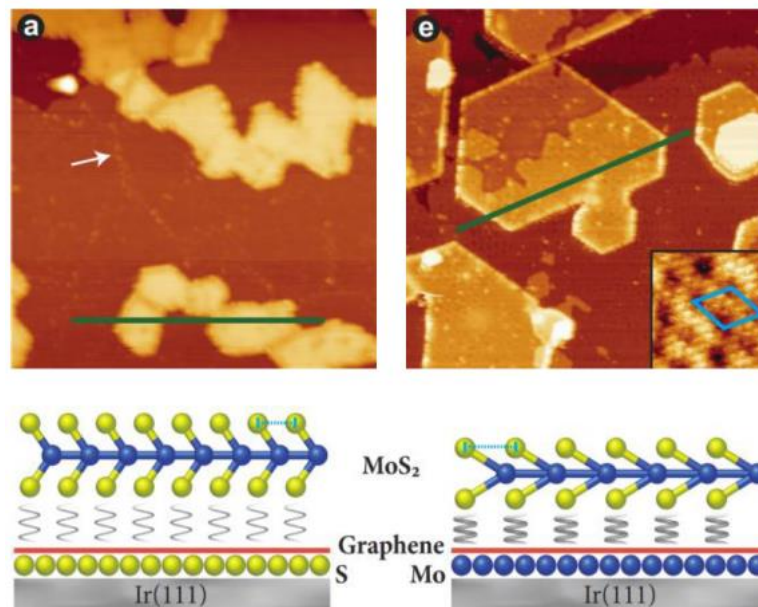 a
e
MoS₂
Graphene
S Mo
Ir(111) Ir(111)